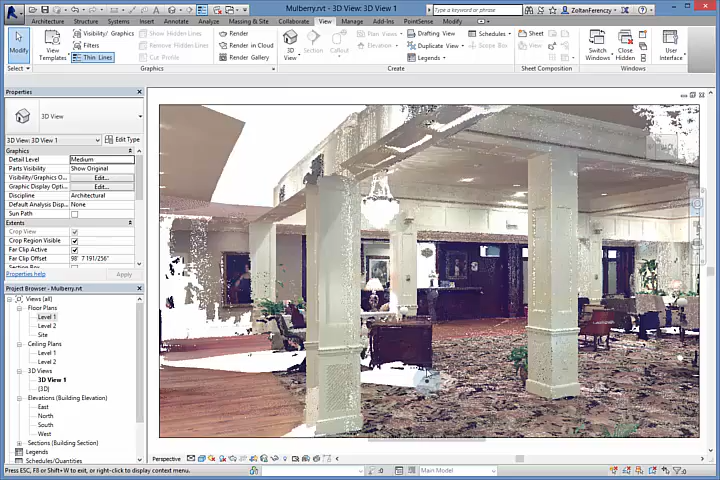 Mulberry.rvt - 3D View: 3D View 1
Type a keyword or phrase
ZoltanFerenczy
Architecture Structure Systems Insert Annotate Analyze Massing & Site Collaborate View Manage Add-Ins PointSense Modify
Modify
Select
View Templates
Visibility/ Graphics
Filters
Thin Lines
Show Hidden Lines
Remove Hidden Lines
Cut Profile
Graphics
Render
Render in Cloud
Render Gallery
3D View
Section
Callout
Plan Views
Elevation
Drafting View
Duplicate View
Legends
Schedules
Scope Box
Create
Sheet
Sheet Composition
Switch Windows
Close Hidden
Windows
User Interface
Properties
3D View
3D View: 3D View 1
Edit Type
Graphics
Detail Level Medium
Parts Visibility Show Original
Visibility/Graphics O... Edit...
Graphic Display Opti... Edit...
Discipline Architectural
Default Analysis Disp... None
Sun Path
Extents
Crop View
Crop Region Visible
Far Clip Active
Far Clip Offset 98' 7 191/256"
Section Box
Properties help
Apply
Project Browser - Mulberry.rvt
Views (all)
Floor Plans
Level 1
Level 2
Site
Ceiling Plans
Level 1
Level 2
3D Views
3D View 1
{3D}
Elevations (Building Elevation)
East
North
South
West
Sections (Building Section)
Legends
Schedules/Quantities
Perspective
Press ESC, F8 or Shift+W to exit, or right-click to display context menu.
:0
Main Model
:0